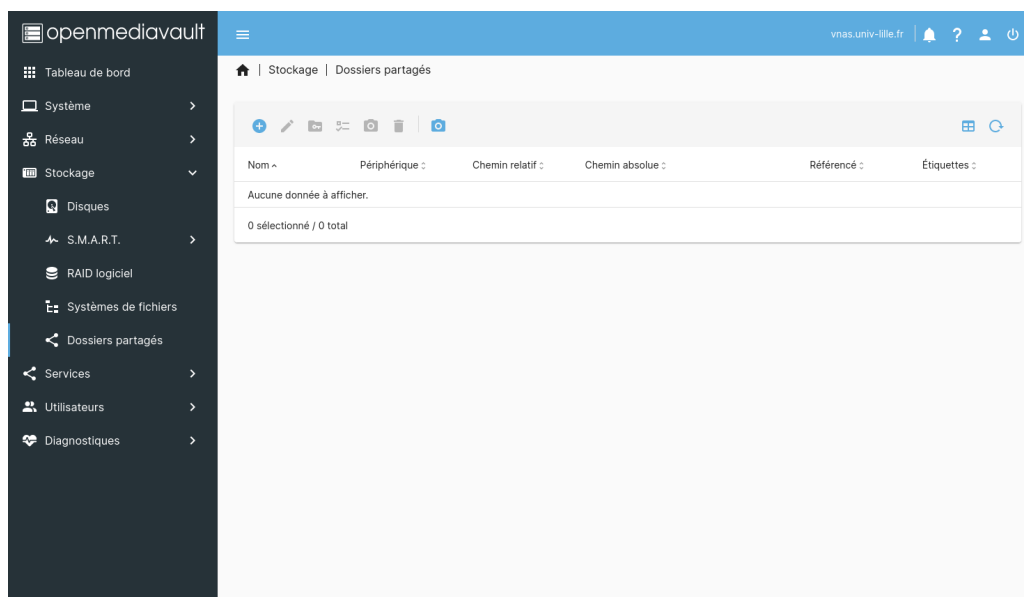 openmediavault
vnas.univ-lille.fr
Tableau de bord
Système
Réseau
Stockage
Disques
S.M.A.R.T.
RAID logiciel
Systèmes de fichiers
Dossiers partagés
Services
Utilisateurs
Diagnostiques
| Stockage | Dossiers partagés
Nom Périphérique Chemin relatif Chemin absolue Référencé Étiquettes
Aucune donnée à afficher.
0 sélectionné / 0 total